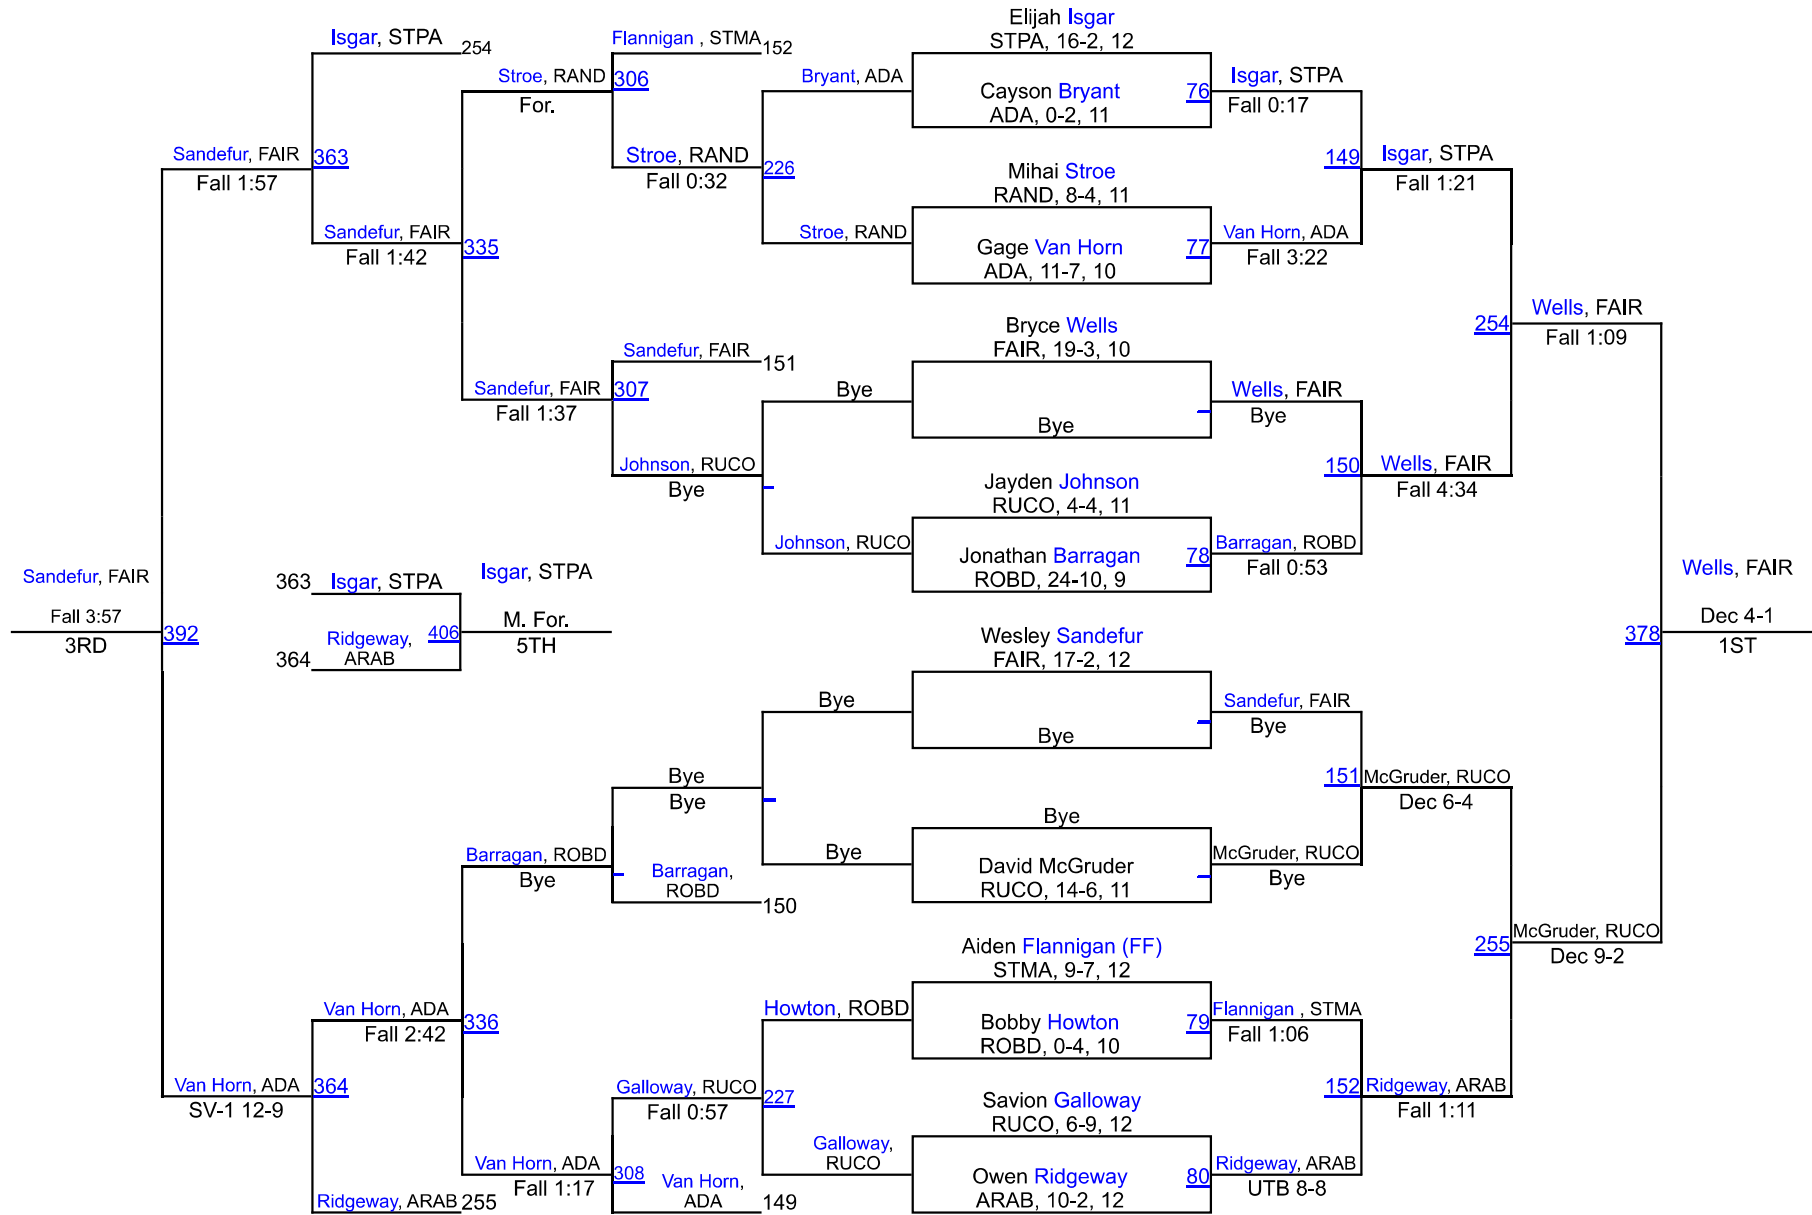 Elijah Isgar
STPA, 16-2, 12
Isgar, STPA
254
Flannigan , STMA
152
Stroe, RAND
306
For.
Bryant, ADA
Cayson Bryant
ADA, 0-2, 11
76
Isgar, STPA
Fall 0:17
Sandefur, FAIR
363
Fall 1:57
Stroe, RAND
226
Fall 0:32
Mihai Stroe
RAND, 8-4, 11
149
Isgar, STPA
Fall 1:21
Sandefur, FAIR
335
Fall 1:42
Stroe, RAND
Gage Van Horn
ADA, 11-7, 10
77
Van Horn, ADA
Fall 3:22
Bryce Wells
FAIR, 19-3, 10
254
Wells, FAIR
Fall 1:09
Sandefur, FAIR
151
Sandefur, FAIR
307
Fall 1:37
Bye
Bye
Wells, FAIR
Bye
Johnson, RUCO
Bye
Jayden Johnson
RUCO, 4-4, 11
150
Wells, FAIR
Fall 4:34
Johnson, RUCO
Jonathan Barragan
ROBD, 24-10, 9
78
Barragan, ROBD
Fall 0:53
Sandefur, FAIR
Fall 3:57
3RD
392
363
Isgar, STPA
364
Ridgeway,
ARAB
406
Isgar, STPA
M. For.
5TH
Wells, FAIR
Dec 4-1
1ST
378
Wesley Sandefur
FAIR, 17-2, 12
Bye
Bye
Sandefur, FAIR
Bye
Bye
Bye
151
McGruder, RUCO
Dec 6-4
Bye
Bye
David McGruder
RUCO, 14-6, 11
McGruder, RUCO
Bye
Barragan, ROBD
Bye
Barragan,
ROBD
150
Aiden Flannigan (FF)
STMA, 9-7, 12
255
McGruder, RUCO
Dec 9-2
Van Horn, ADA
336
Fall 2:42
Howton, ROBD
Bobby Howton
ROBD, 0-4, 10
79
Flannigan , STMA
Fall 1:06
Van Horn, ADA
364
SV-1 12-9
Galloway, RUCO
227
Fall 0:57
Savion Galloway
RUCO, 6-9, 12
152
Ridgeway, ARAB
Fall 1:11
Galloway,
RUCO
Van Horn, ADA
308
Fall 1:17
Van Horn,
ADA
149
Owen Ridgeway
ARAB, 10-2, 12
80
Ridgeway, ARAB
UTB 8-8
Ridgeway, ARAB
255